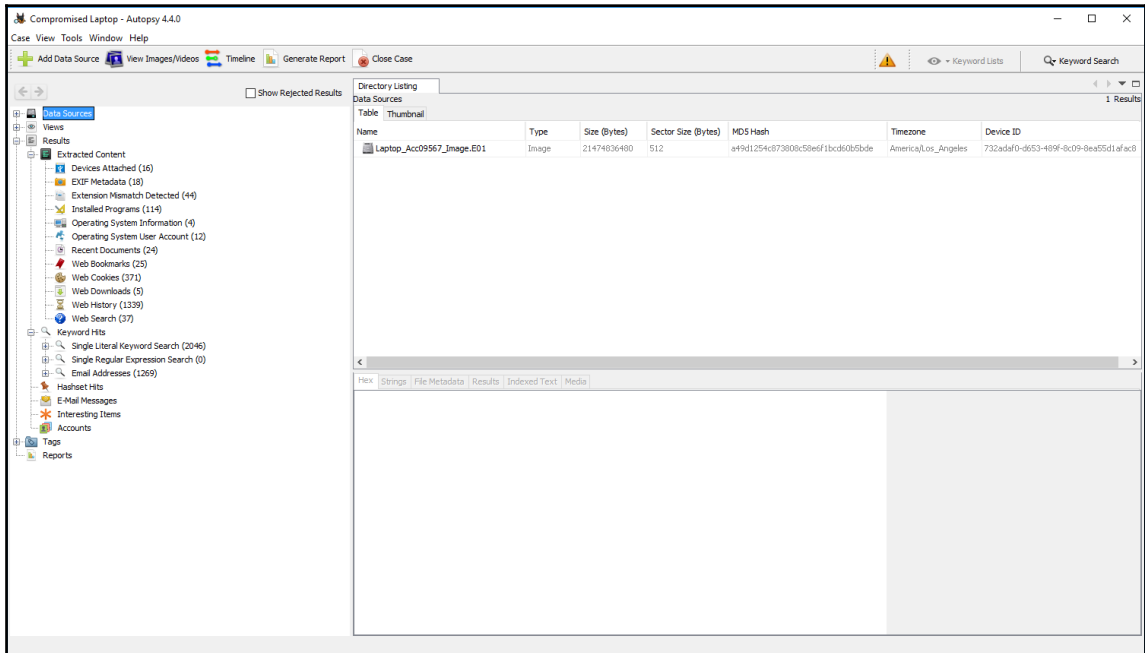 Compromised Laptop - Autopsy 4.4.0
Case View Tools Window Help
Add Data Source View Images/Videos Timeline Generate Report Close Case Keyword Lists Keyword Search
Show Rejected Results
Data Sources
Views
Results
Extracted Content
Devices Attached (16)
EXIF Metadata (18)
Extension Mismatch Detected (44)
Installed Programs (114)
Operating System Information (4)
Operating System User Account (12)
Recent Documents (24)
Web Bookmarks (25)
Web Cookies (371)
Web Downloads (5)
Web History (1339)
Web Search (37)
Keyword Hits
Single Literal Keyword Search (2046)
Single Regular Expression Search (0)
Email Addresses (1269)
Hashset Hits
E-Mail Messages
Interesting Items
Accounts
Tags
Reports
Directory Listing
Data Sources 1 Results
Table Thumbnail
Name Type Size (Bytes) Sector Size (Bytes) MD5 Hash Timezone Device ID
Laptop_Acc09567_Image.E01 Image 21474836480 512 a49d1254c873808c58e6f1bcd60b5bde America/Los_Angeles 732adaf0-d653-489f-8c09-8ea55d1afac8
Hex Strings File Metadata Results Indexed Text Media